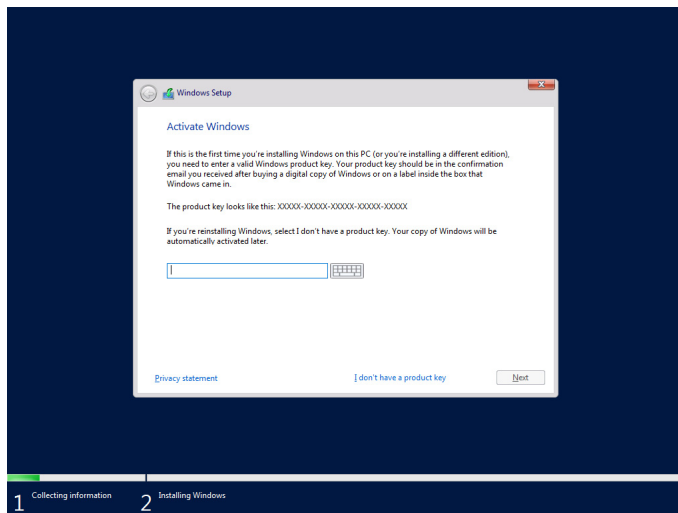 Windows Setup
Activate Windows
If this is the first time you're installing Windows on this PC (or you're installing a different edition),
you need to enter a valid Windows product key. Your product key should be in the confirmation
email you received after buying a digital copy of Windows or on a label inside the box that
Windows came in.
The product key looks like this: XXXXX-XXXXX-XXXXX-XXXXX-XXXXX
If you're reinstalling Windows, select I don't have a product key. Your copy of Windows will be
automatically activated later.
Privacy statement
I don't have a product key
Next
1 Collecting information
2 Installing Windows